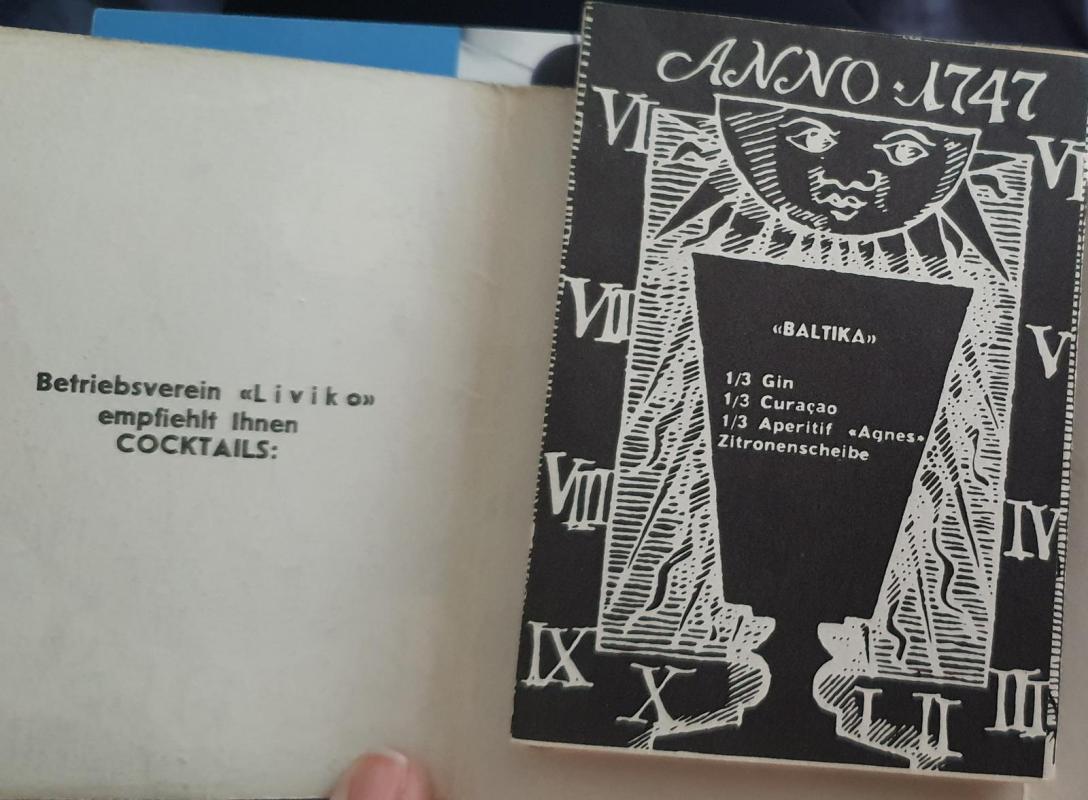 Betriebsverein «Liviko»
empfiehlt Ihnen
COCKTAILS:
ANNO · 1747
VI
VI
VII
V
«BALTIKA»
1/3 Gin
1/3 Curaçao
1/3 Aperitif «Agnes»
Zitronenscheibe
VIII
IV
IX
X
I
II
III